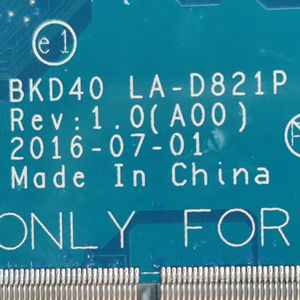 e1
BKD40 LA-D821P
Rev:1.0(A00)
2016-07-01
Made In China
ONLY FOR